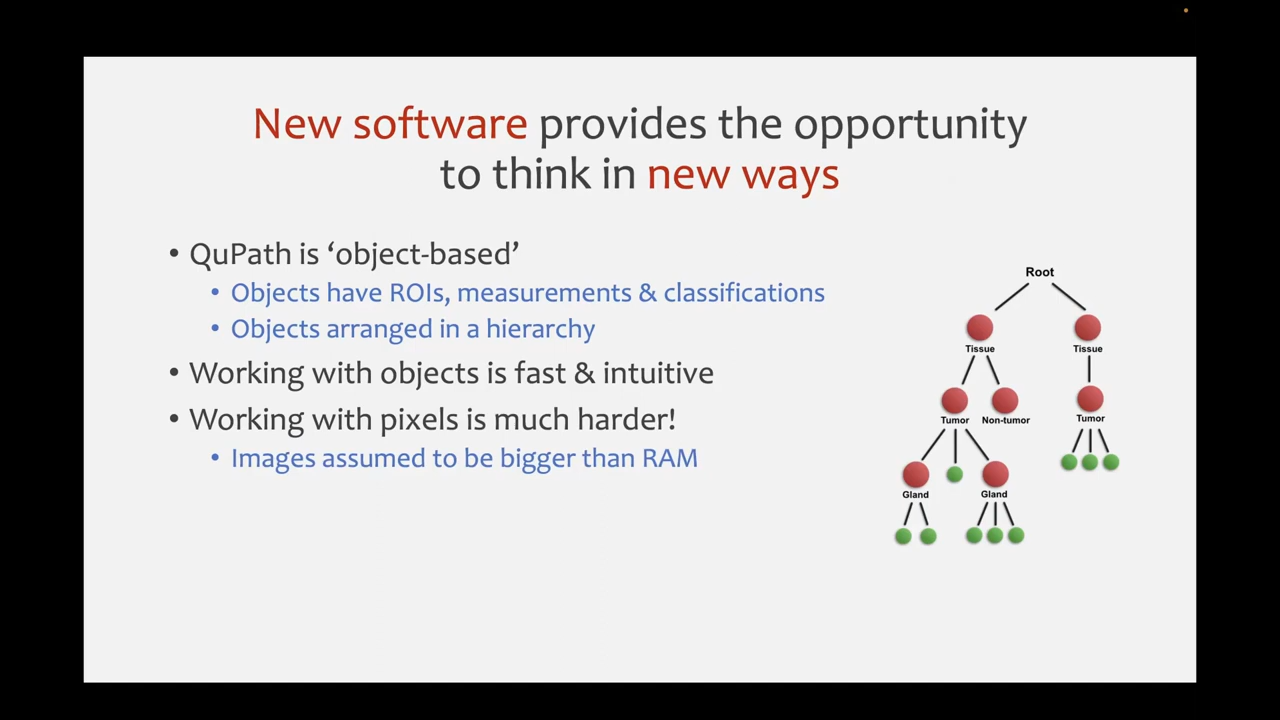 New software provides the opportunity
to think in new ways
• QuPath is ‘object-based’
• Objects have ROIs, measurements & classifications
• Objects arranged in a hierarchy
• Working with objects is fast & intuitive
• Working with pixels is much harder!
• Images assumed to be bigger than RAM
Root
Tissue
Tissue
Tumor
Non-tumor
Tumor
Gland
Gland